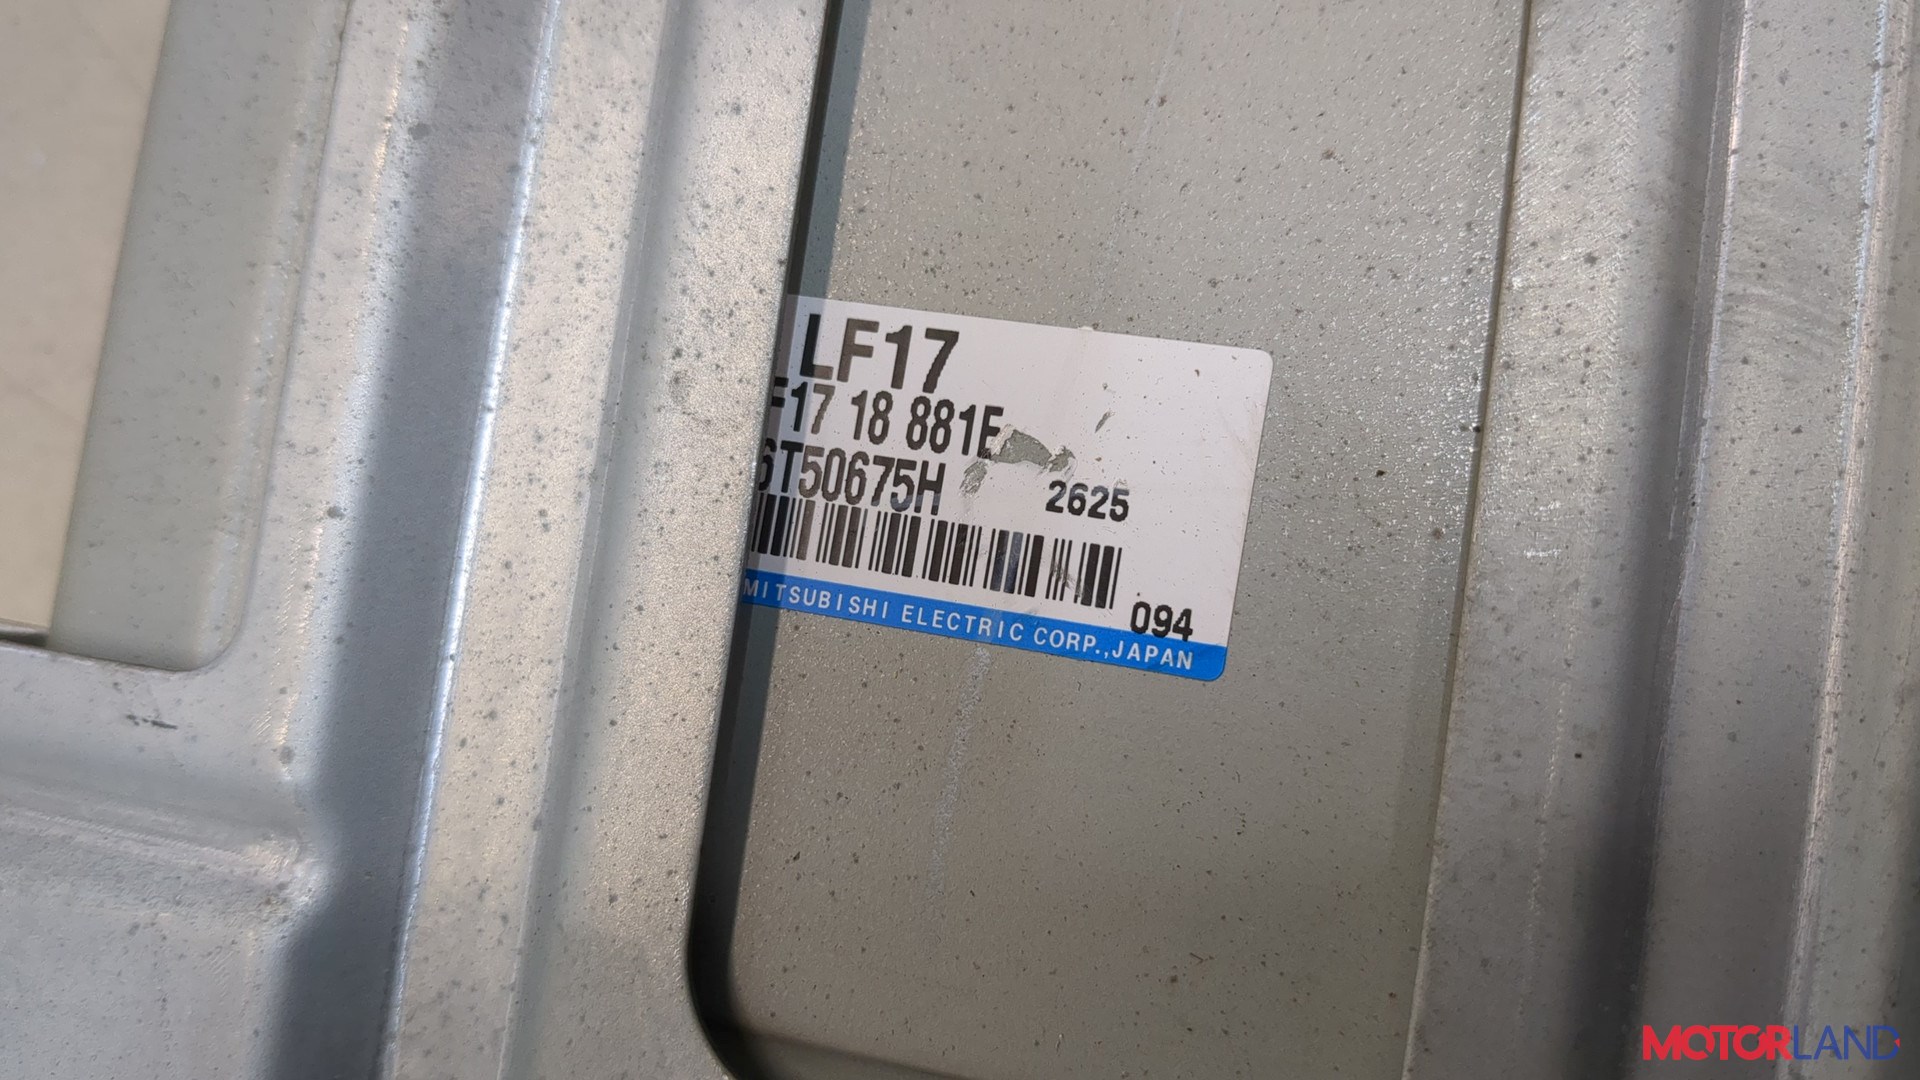 LF17
F17 18 881E
6T50675H 2625
094
MITSUBISHI ELECTRIC CORP.,JAPAN
MOTORLAND